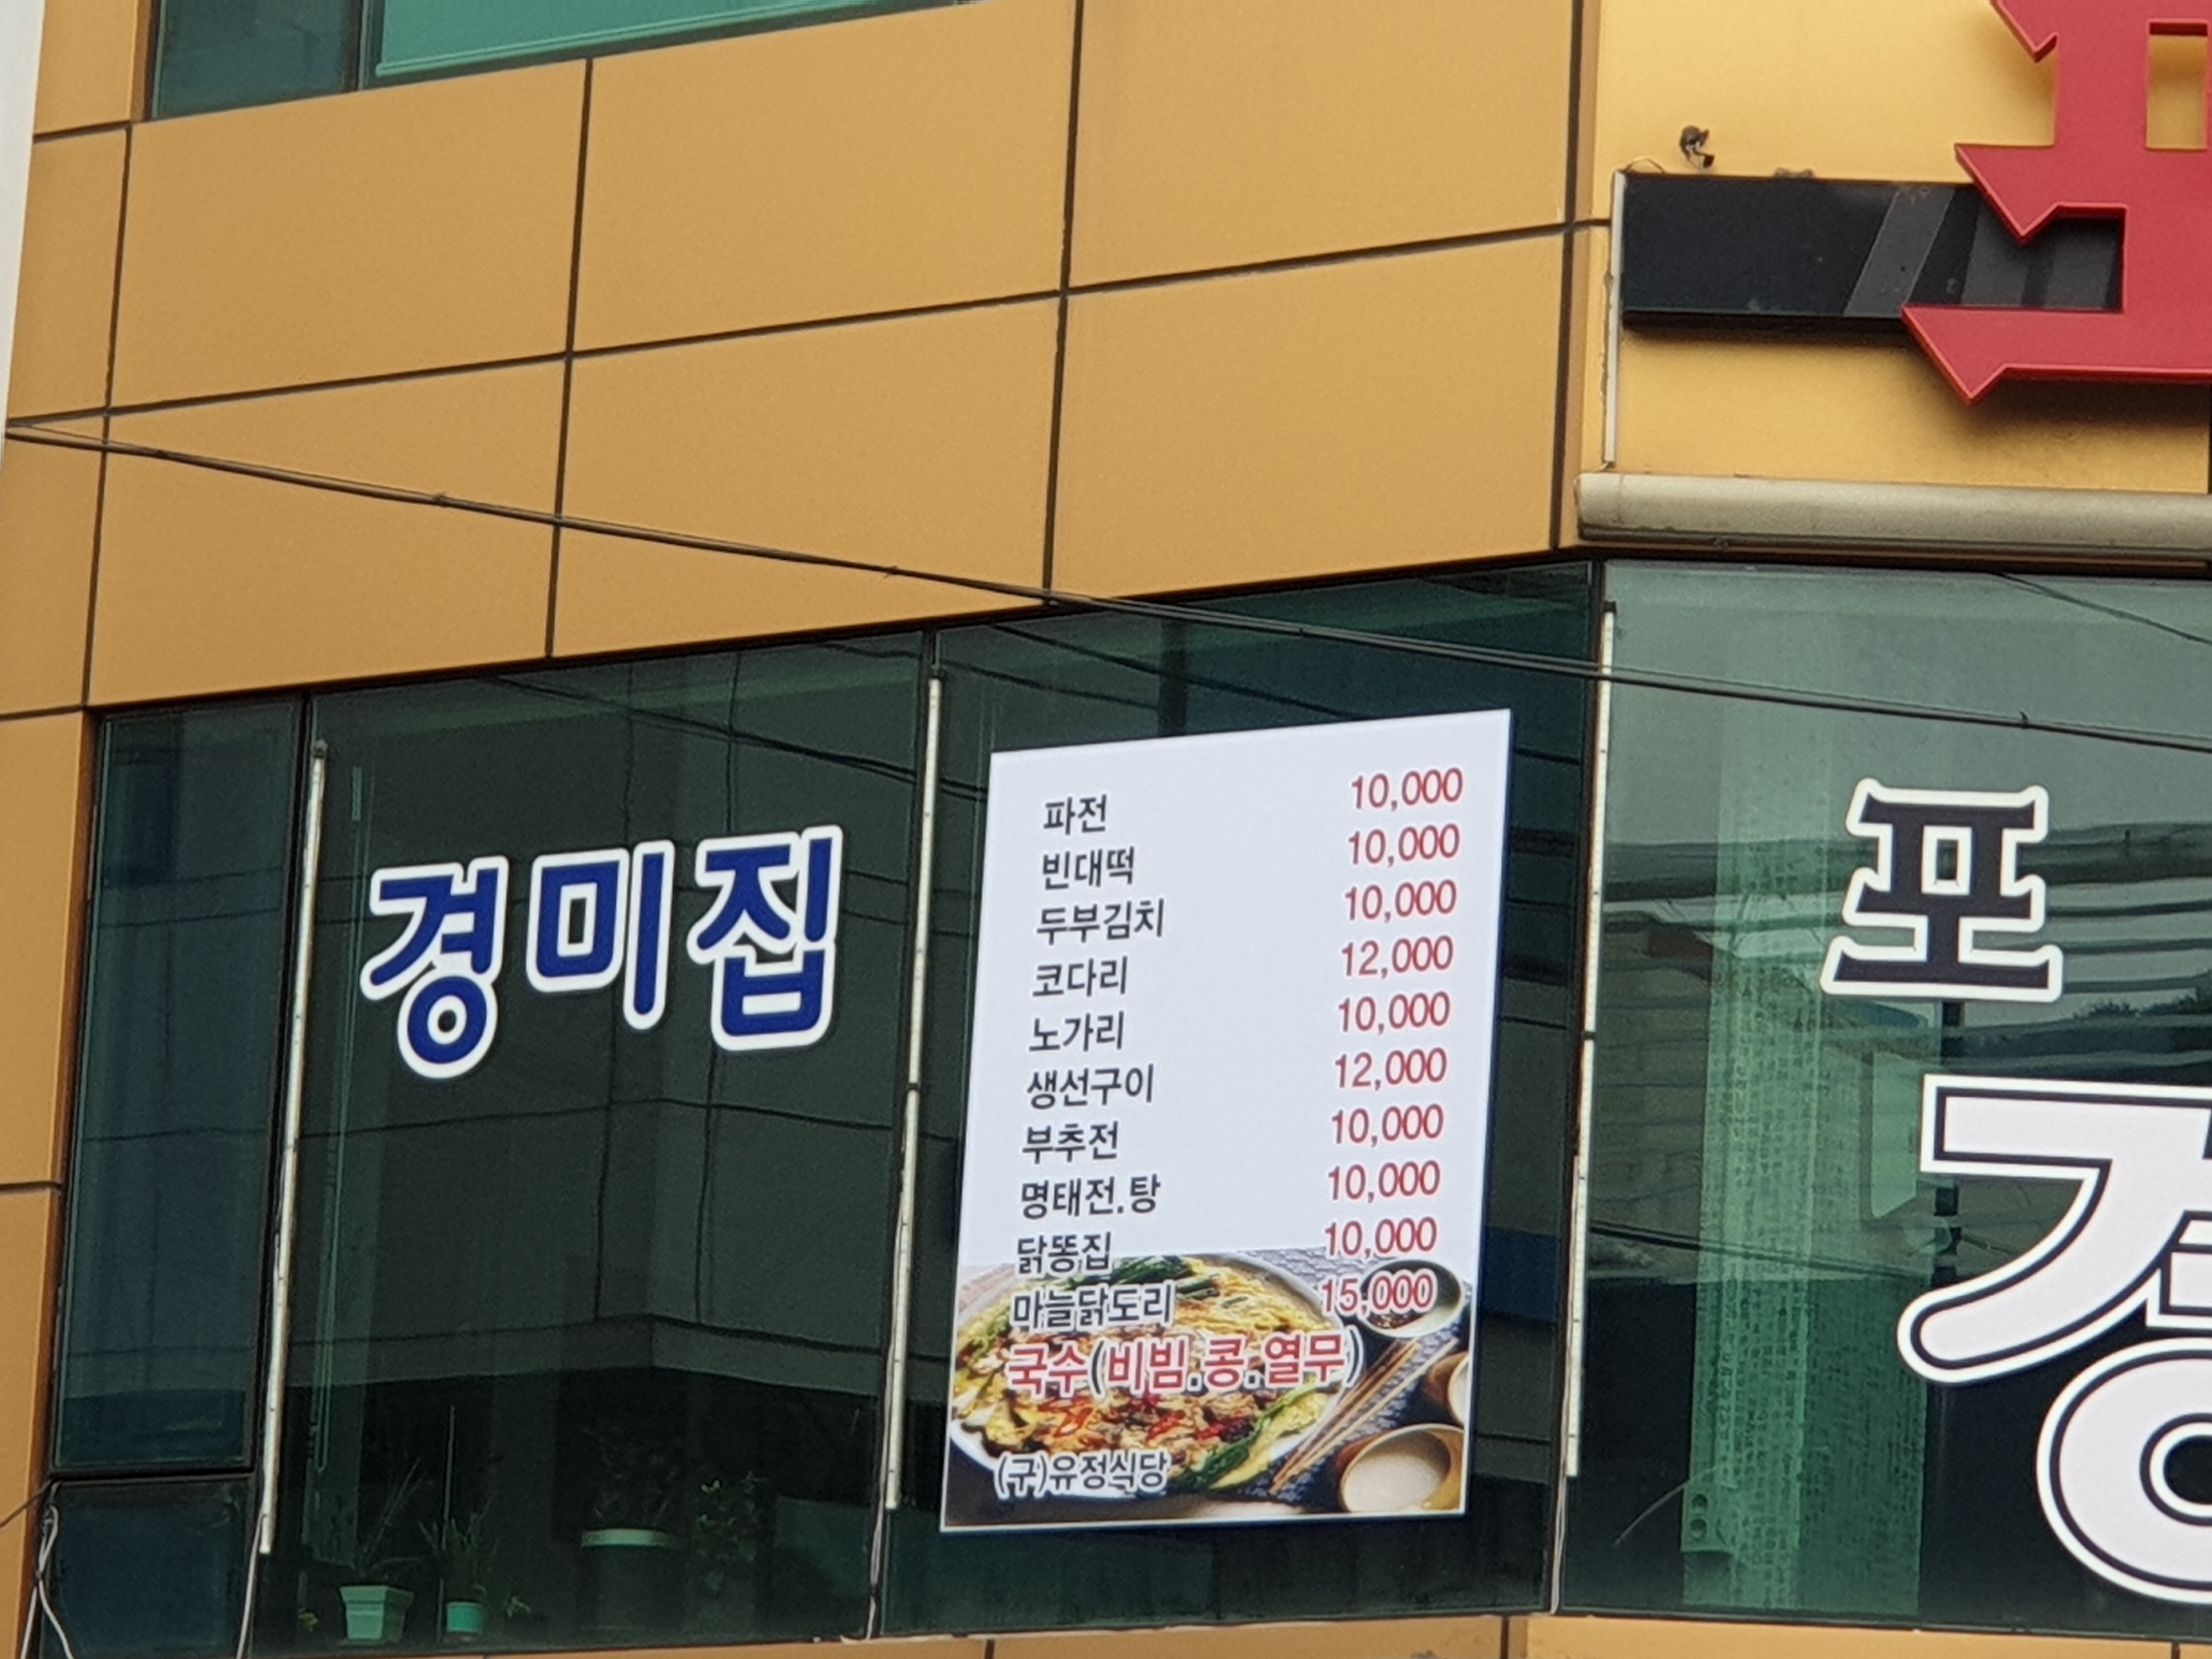 경미집
파전 10,000
빈대떡 10,000
두부김치 10,000
코다리 12,000
노가리 10,000
생선구이 12,000
부추전 10,000
명태전.탕 10,000
닭똥집 10,000
마늘닭도리 15,000
국수(비빔.콩.열무)
(구)유정식당
포
경